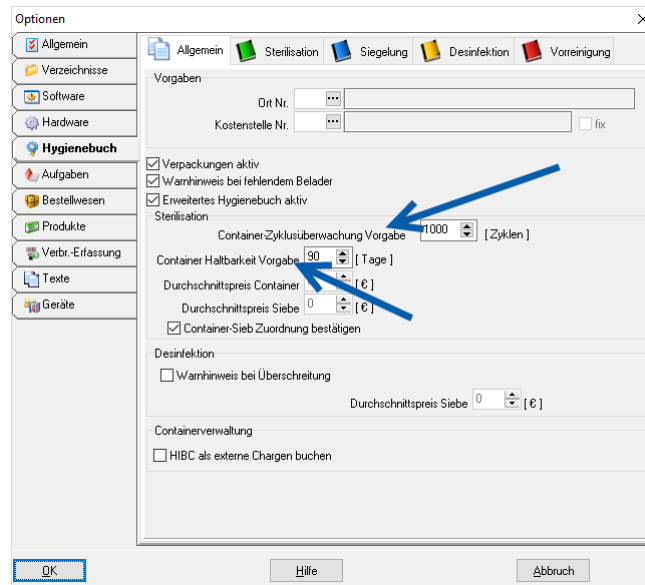 Optionen
Allgemein
Verzeichnisse
Software
Hardware
Hygienebuch
Aufgaben
Bestellwesen
Produkte
Verbr.-Erfassung
Texte
Geräte
Allgemein Sterilisation Siegelung Desinfektion Vorreinigung
Vorgaben
Ort Nr. ...
Kostenstelle Nr. ... fix
Verpackungen aktiv
Warnhinweis bei fehlendem Belader
Erweitertes Hygienebuch aktiv
Sterilisation
Container-Zyklusüberwachung Vorgabe 1000 [ Zyklen ]
Container Haltbarkeit Vorgabe 90 [ Tage ]
Durchschnittspreis Container [ € ]
Durchschnittspreis Siebe 0 [ € ]
Container-Sieb Zuordnung bestätigen
Desinfektion
Warnhinweis bei Überschreitung
Durchschnittspreis Siebe 0 [ € ]
Containerverwaltung
HIBC als externe Chargen buchen
OK Hilfe Abbruch